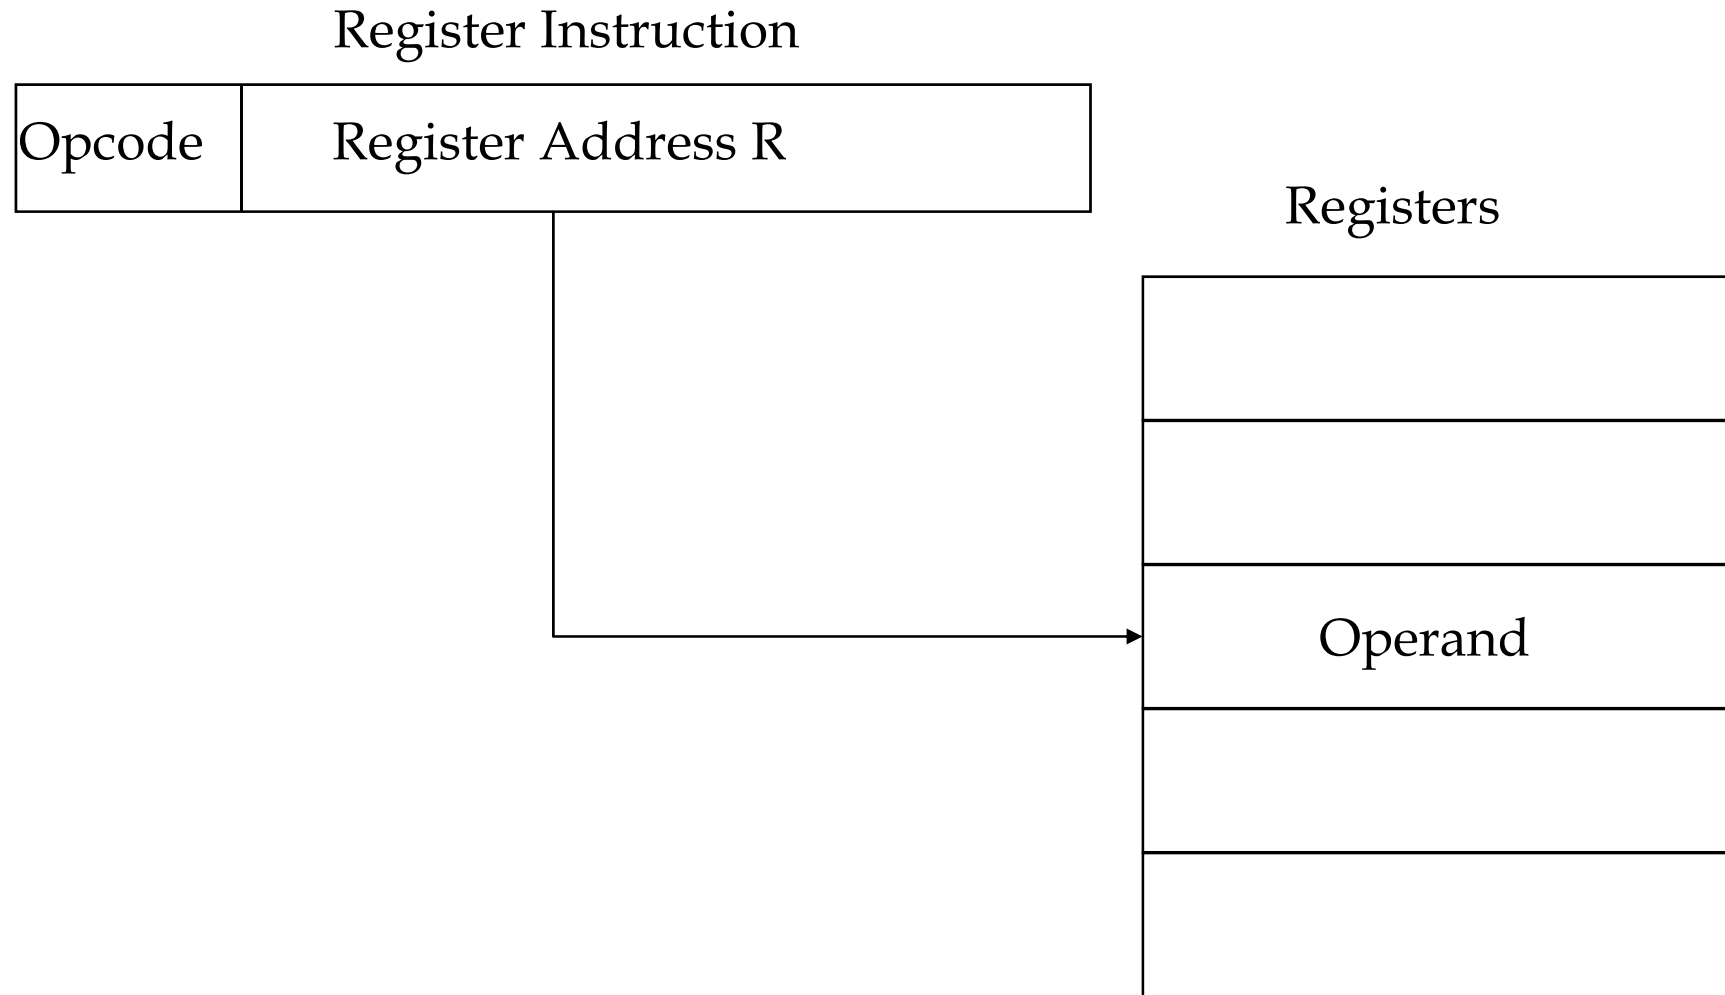 Register Instruction
Opcode
Register Address R
Registers
Operand